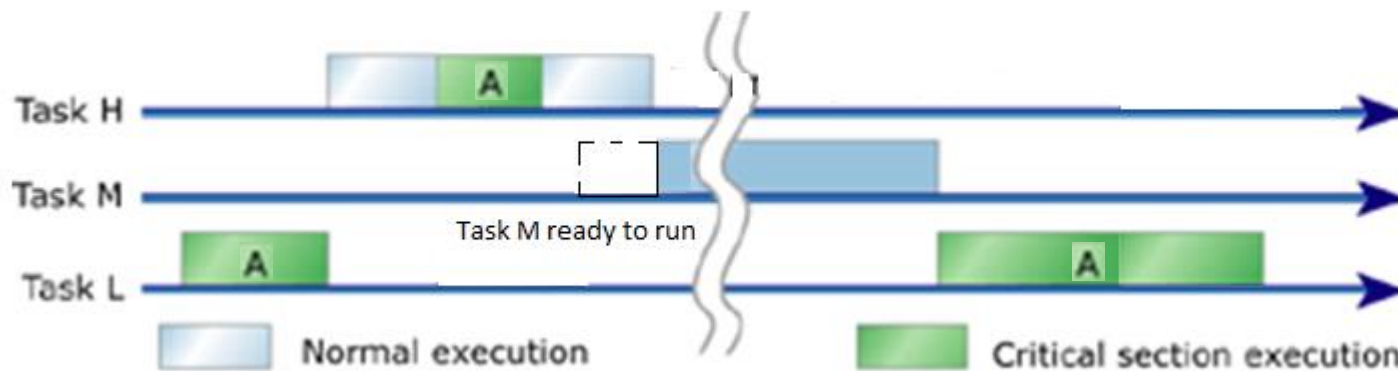 A
Task H
Task M
Task M ready to run
A
A
Task L
Normal execution
Critical section execution